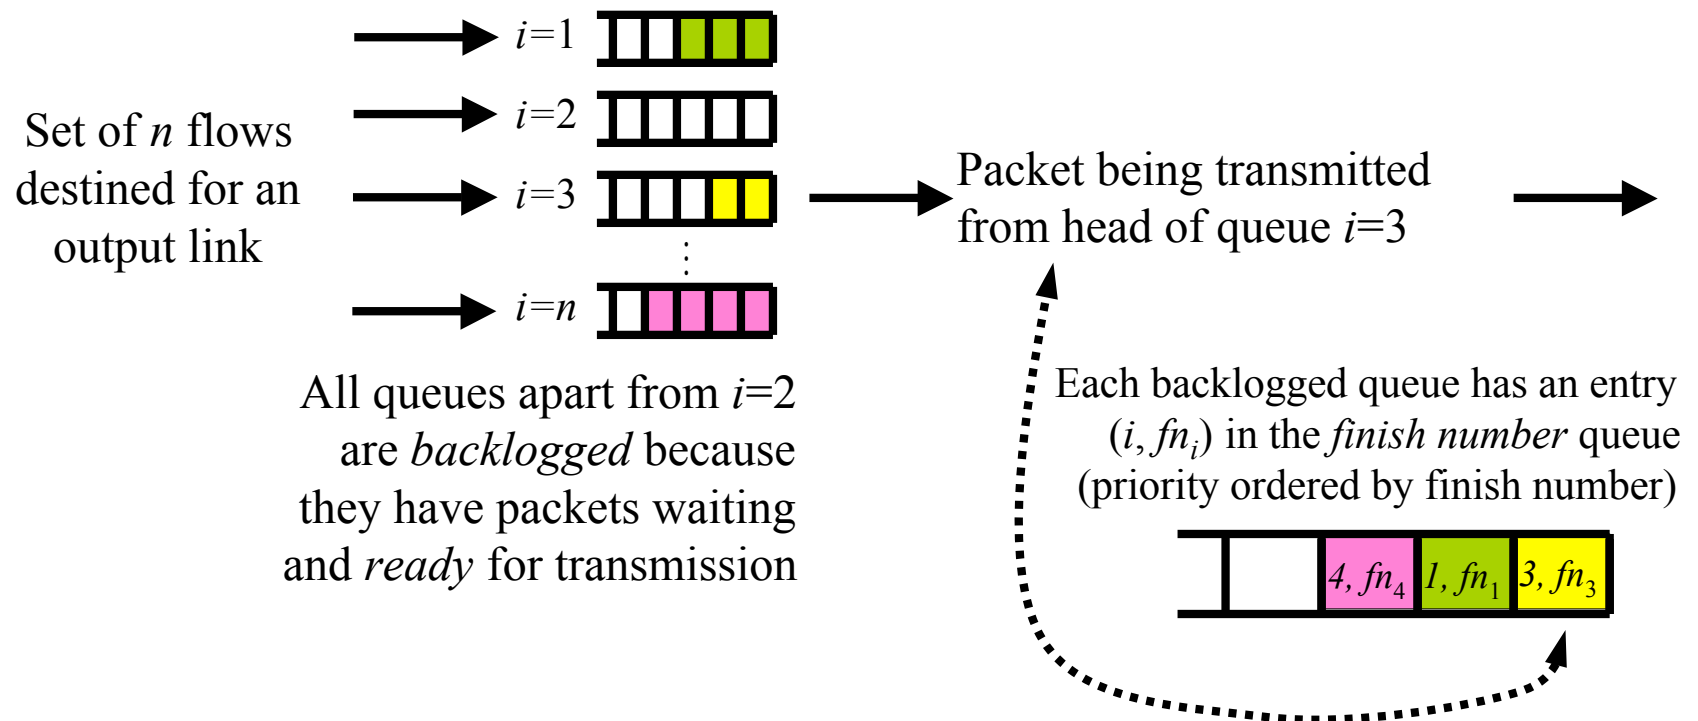 i=1
i=2
i=3
i=n
Set of n flows
destined for an
output link
Packet being transmitted
from head of queue i=3
All queues apart from i=2
are backlogged because
they have packets waiting
and ready for transmission
Each backlogged queue has an entry
(i, fnᵢ) in the finish number queue
(priority ordered by finish number)
4, fn₄ 1, fn₁ 3, fn₃